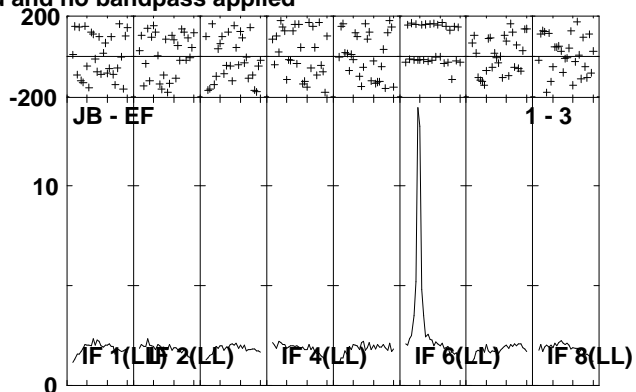 and no bandpass applied
200
-200
JB - EF 1 - 3
10
IF 1(LL) IF 2(LL) IF 4(LL) IF 6(LL) IF 8(LL)
0